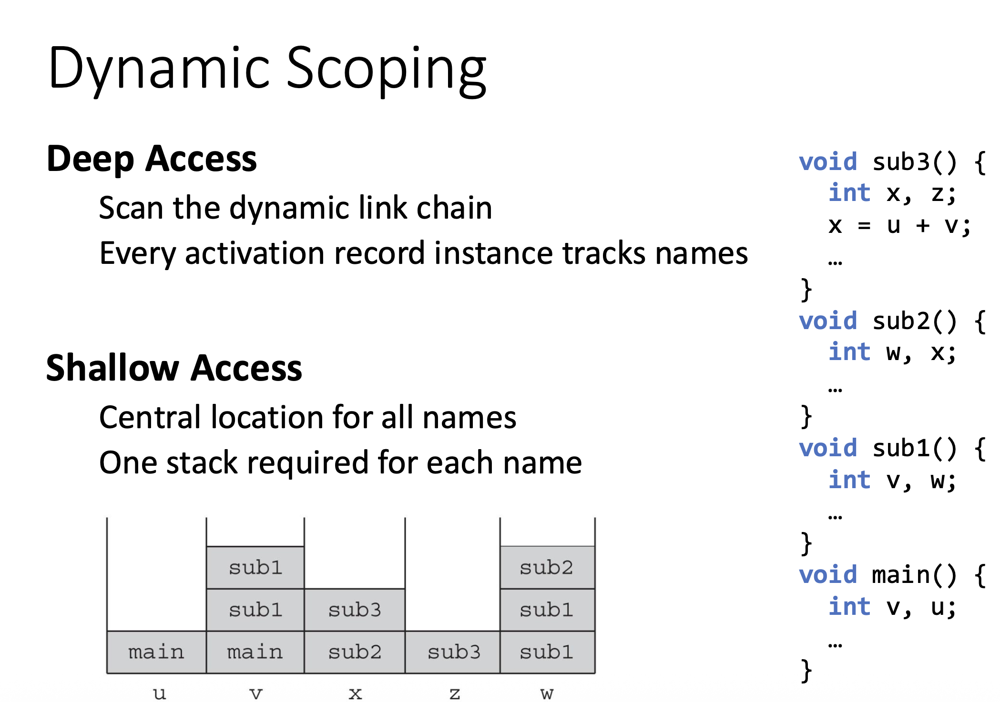 Dynamic Scoping
Deep Access
Scan the dynamic link chain
Every activation record instance tracks names
Shallow Access
Central location for all names
One stack required for each name
sub1 sub2
sub1 sub3 sub1
main main sub2 sub3 sub1
u v x z w
void sub3() {
int x, z;
x = u + v;
…
}
void sub2() {
int w, x;
…
}
void sub1() {
int v, w;
…
}
void main() {
int v, u;
…
}